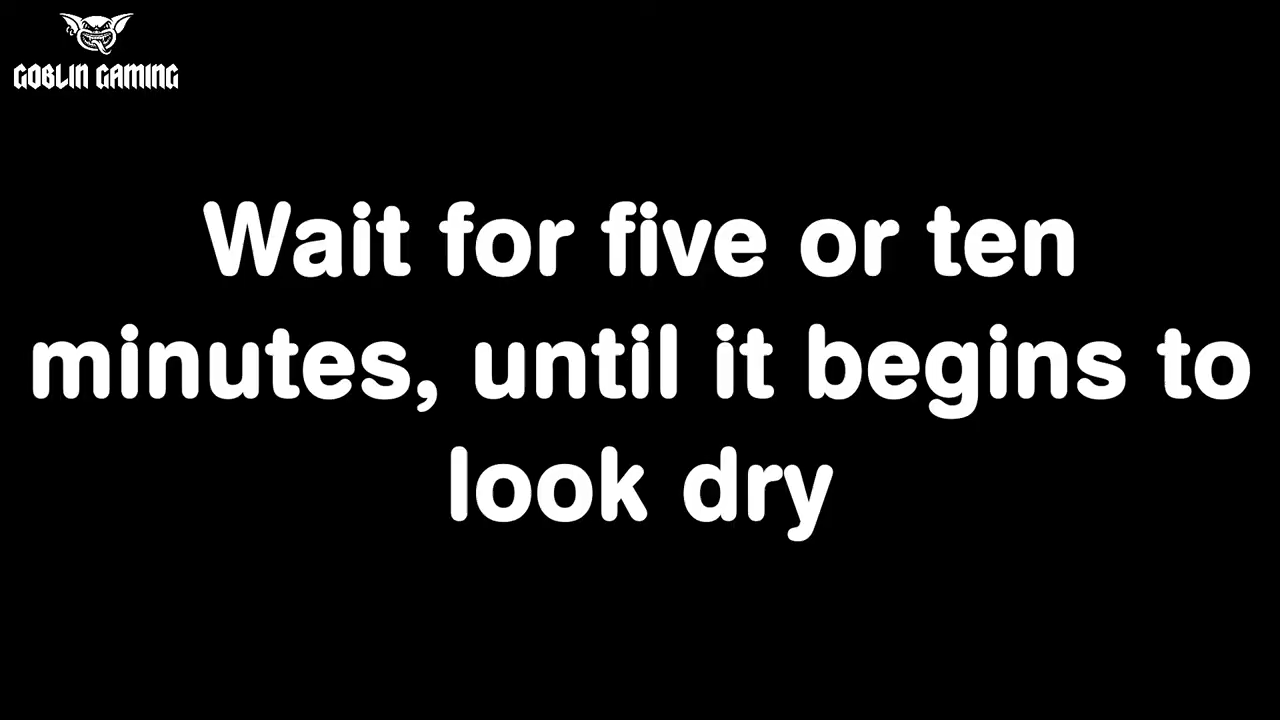 GOBLIN GAMING
Wait for five or ten
minutes, until it begins to
look dry